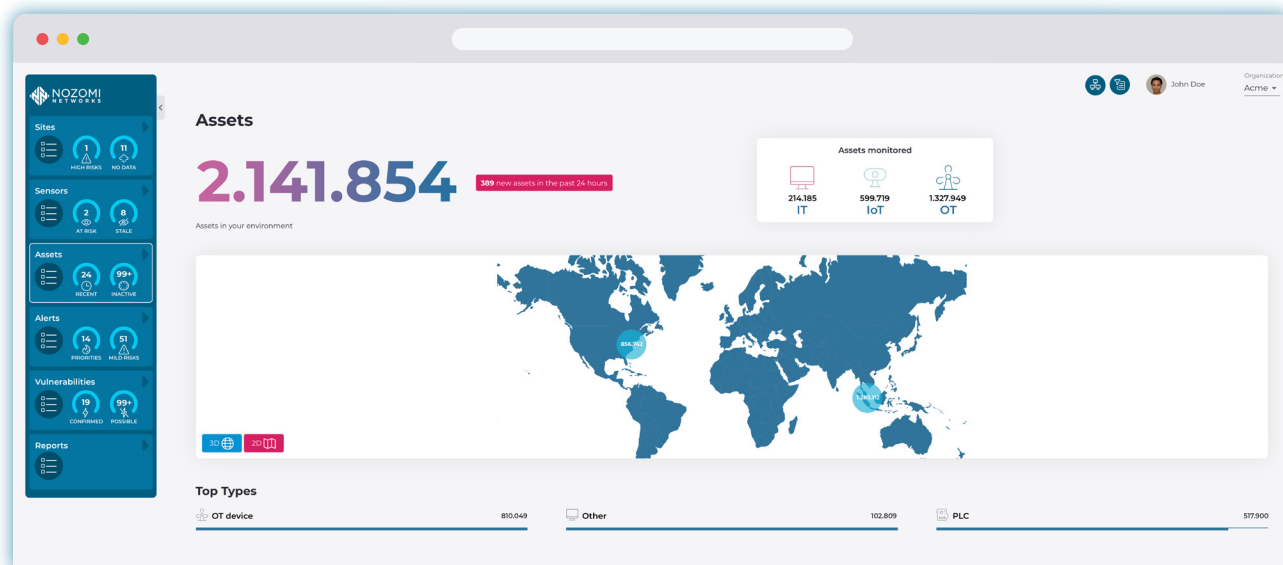 NOZOMI
NETWORKS
Sites
1
HIGH RISKS
11
NO DATA
Sensors
2
AT RISK
8
STALE
Assets
24
RECENT
99+
INACTIVE
Alerts
14
PRIORITIES
51
MILD RISKS
Vulnerabilities
19
CONFIRMED
99+
POSSIBLE
Reports
John Doe
Organization
Acme
Assets
2.141.854
389 new assets in the past 24 hours
Assets in your environment
Assets monitored
214.185
IT
599.719
IoT
1.327.949
OT
856.742
1.285.112
3D
2D
Top Types
OT device
810.049
Other
102.809
PLC
517.900